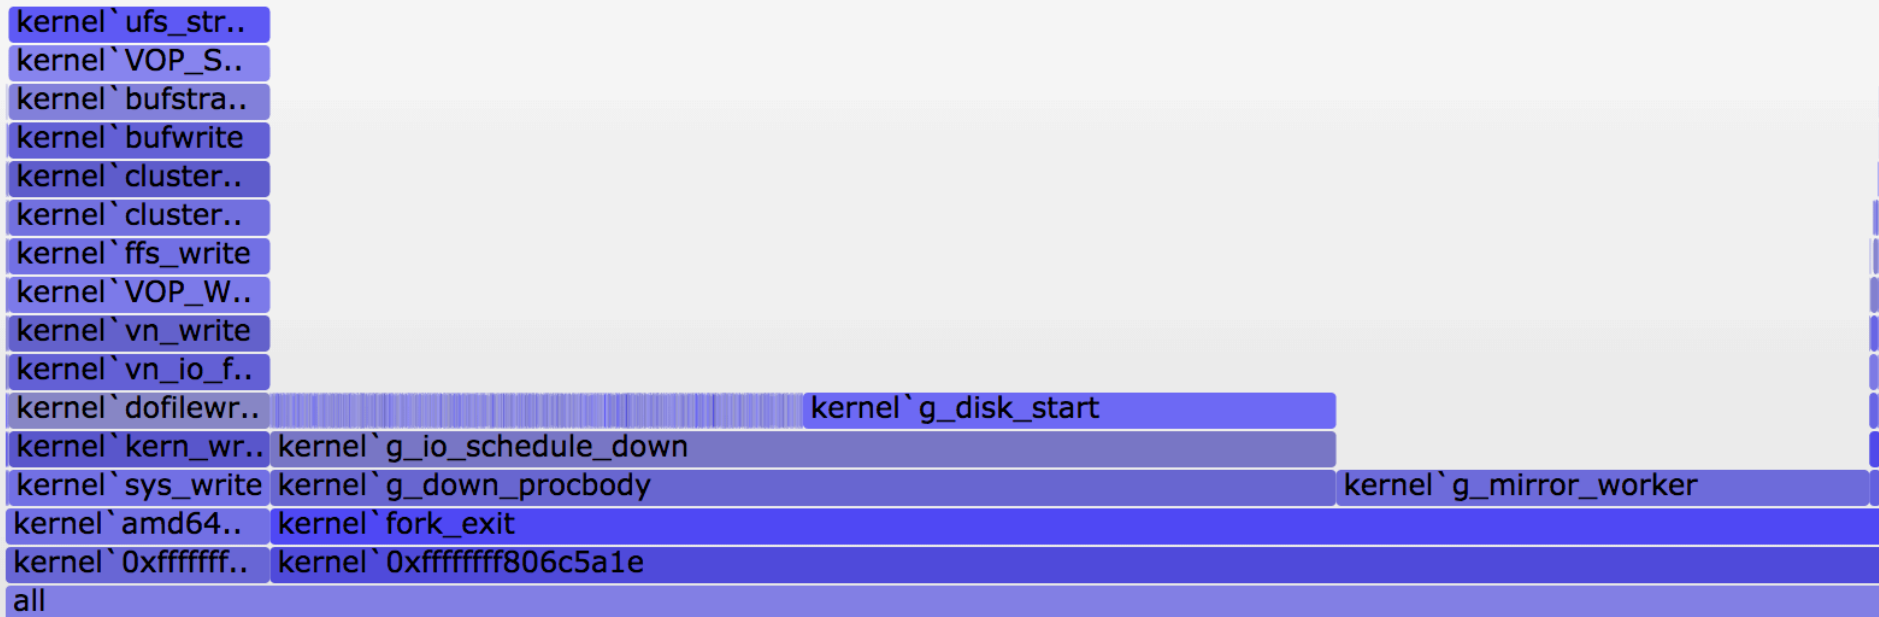 kernel`ufs_str..
kernel`VOP_S..
kernel`bufstra..
kernel`bufwrite
kernel`cluster..
kernel`cluster..
kernel`ffs_write
kernel`VOP_W..
kernel`vn_write
kernel`vn_io_f..
kernel`dofilewr.. kernel`g_disk_start
kernel`kern_wr.. kernel`g_io_schedule_down
kernel`sys_write kernel`g_down_procbody kernel`g_mirror_worker
kernel`amd64.. kernel`fork_exit
kernel`0xfffffff.. kernel`0xffffffff806c5a1e
all